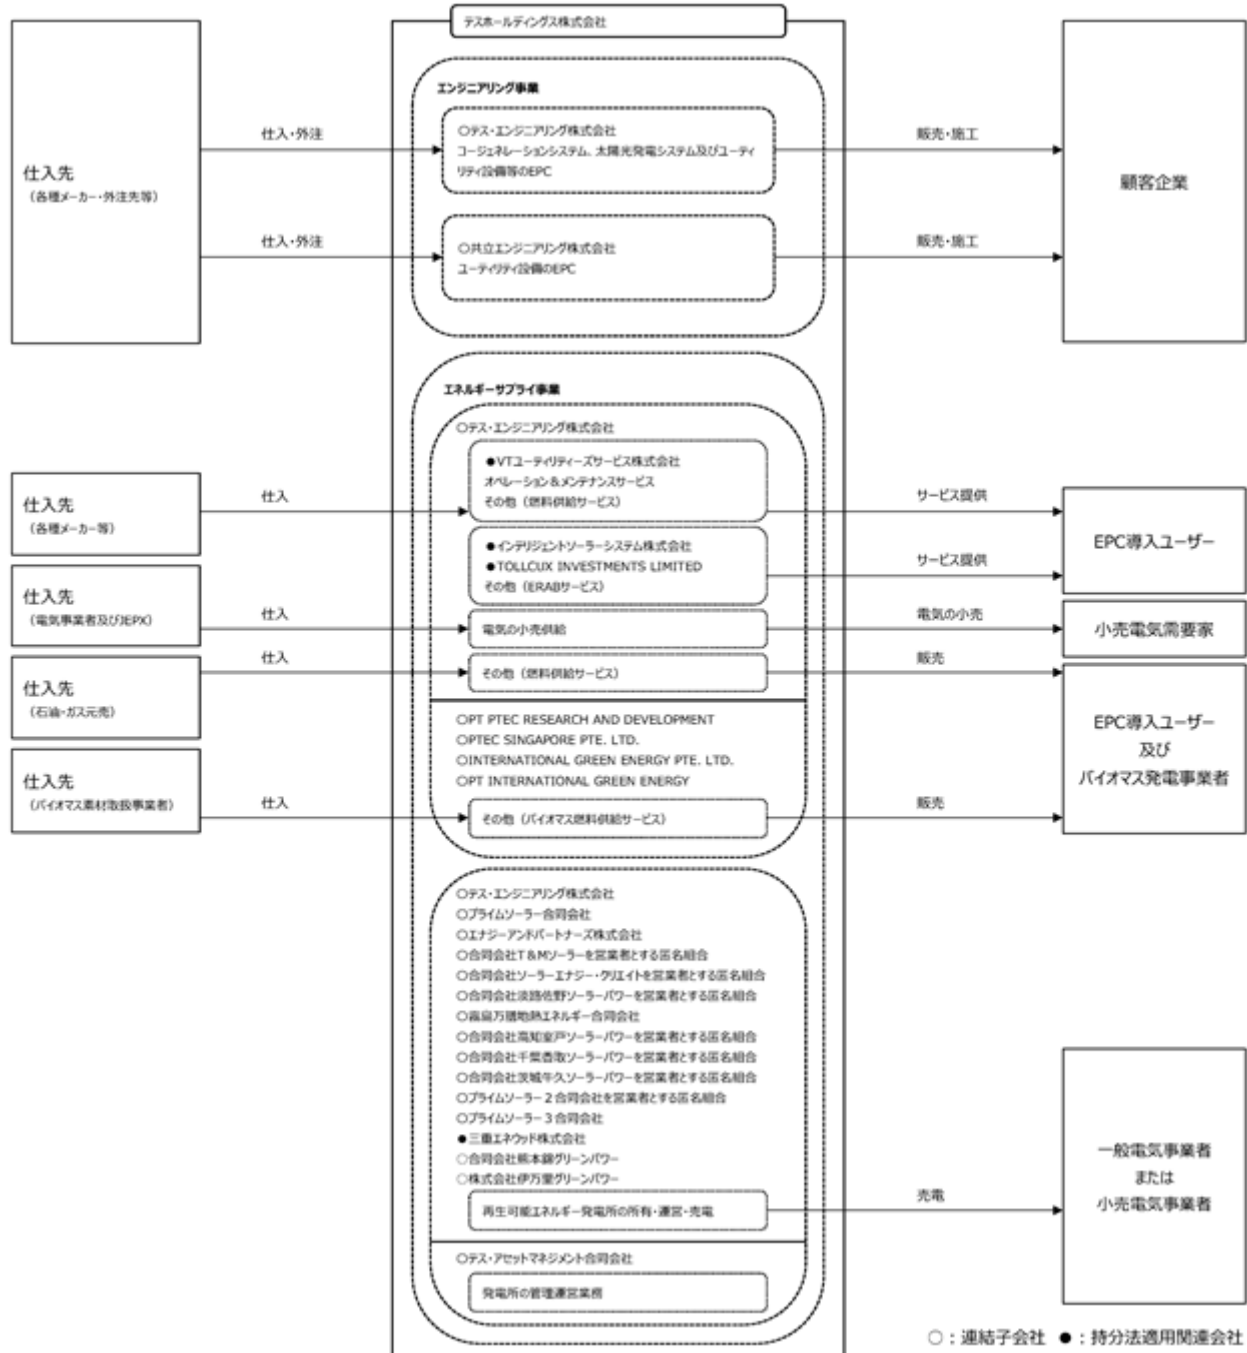 テスホールディングス株式会社
エンジニアリング事業
仕入先
(各種メーカー・外注先等)
仕入・外注
○テス・エンジニアリング株式会社
コージェネレーションシステム、太陽光発電システム及びユーティ
リティ設備等のEPC
販売・施工
顧客企業
仕入・外注
○共立エンジニアリング株式会社
ユーティリティ設備のEPC
販売・施工
エネルギーサプライ事業
○テス・エンジニアリング株式会社
仕入先
(各種メーカー等)
仕入
●VTユーティリティーズサービス株式会社
オペレーション&メンテナンスサービス
その他(燃料供給サービス)
サービス提供
EPC導入ユーザー
●インテリジェントソーラーシステム株式会社
●TOLLCUX INVESTMENTS LIMITED
その他(ERABサービス)
サービス提供
仕入先
(電気事業者及びJEPX)
仕入
電気の小売供給
電気の小売
小売電気需要家
仕入先
(石油・ガス元売)
仕入
その他(燃料供給サービス)
販売
EPC導入ユーザー
及び
バイオマス発電事業者
○PT PTEC RESEARCH AND DEVELOPMENT
○PTEC SINGAPORE PTE. LTD.
○INTERNATIONAL GREEN ENERGY PTE. LTD.
○PT INTERNATIONAL GREEN ENERGY
仕入先
(バイオマス素材取扱事業者)
仕入
その他(バイオマス燃料供給サービス)
販売
○テス・エンジニアリング株式会社
○プライムソーラー合同会社
○エナジーアンドパートナーズ株式会社
○合同会社T&Mソーラーを営業者とする匿名組合
○合同会社ソーラーエナジー・クリエイトを営業者とする匿名組合
○合同会社淡路佐野ソーラーパワーを営業者とする匿名組合
○霧島万膳地熱エネルギー合同会社
○合同会社高知室戸ソーラーパワーを営業者とする匿名組合
○合同会社千葉香取ソーラーパワーを営業者とする匿名組合
○合同会社茨城牛久ソーラーパワーを営業者とする匿名組合
○プライムソーラー2合同会社を営業者とする匿名組合
○プライムソーラー3合同会社
●三重エネウッド株式会社
○合同会社熊本錦グリーンパワー
○株式会社伊万里グリーンパワー
再生可能エネルギー発電所の所有・運営・売電
売電
一般電気事業者
または
小売電気事業者
○テス・アセットマネジメント合同会社
発電所の管理運営業務
○：連結子会社 ●：持分法適用関連会社